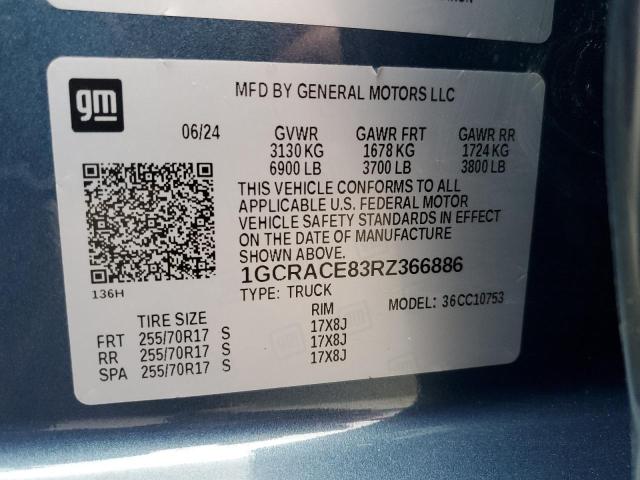 gm
MFD BY GENERAL MOTORS LLC
06/24 GVWR GAWR FRT GAWR RR
3130 KG 1678 KG 1724 KG
6900 LB 3700 LB 3800 LB
THIS VEHICLE CONFORMS TO ALL
APPLICABLE U.S. FEDERAL MOTOR
VEHICLE SAFETY STANDARDS IN EFFECT
ON THE DATE OF MANUFACTURE
SHOWN ABOVE.
1GCRACE83RZ366886
136H
TYPE: TRUCK MODEL: 36CC10753
TIRE SIZE RIM
FRT 255/70R17 S 17X8J
RR 255/70R17 S 17X8J
SPA 255/70R17 S 17X8J